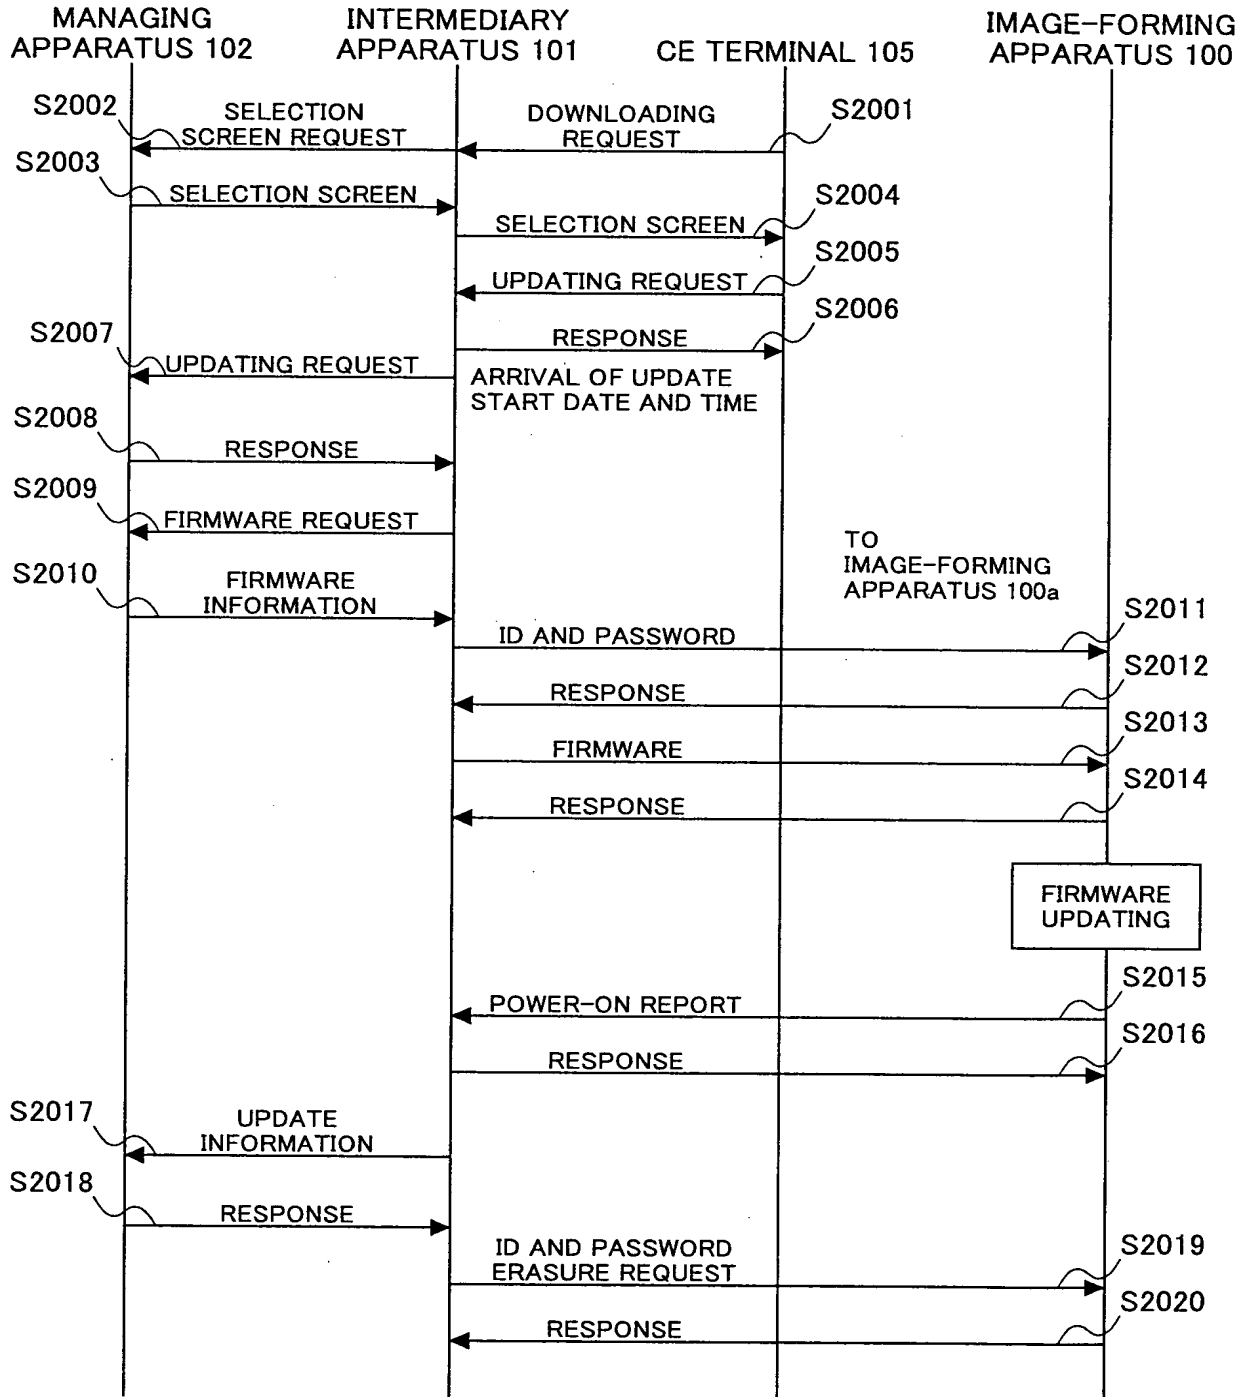 MANAGING
APPARATUS 102
INTERMEDIARY
APPARATUS 101
CE TERMINAL 105
IMAGE-FORMING
APPARATUS 100
S2002
SELECTION
SCREEN REQUEST
DOWNLOADING
REQUEST
S2001
S2003
SELECTION SCREEN
S2004
SELECTION SCREEN
S2005
UPDATING REQUEST
S2006
RESPONSE
S2007
UPDATING REQUEST
ARRIVAL OF UPDATE
START DATE AND TIME
S2008
RESPONSE
S2009
FIRMWARE REQUEST
TO
IMAGE-FORMING
APPARATUS 100a
S2010
FIRMWARE
INFORMATION
S2011
ID AND PASSWORD
S2012
RESPONSE
S2013
FIRMWARE
S2014
RESPONSE
FIRMWARE
UPDATING
S2015
POWER-ON REPORT
S2016
RESPONSE
S2017
UPDATE
INFORMATION
S2018
RESPONSE
ID AND PASSWORD
ERASURE REQUEST
S2019
S2020
RESPONSE